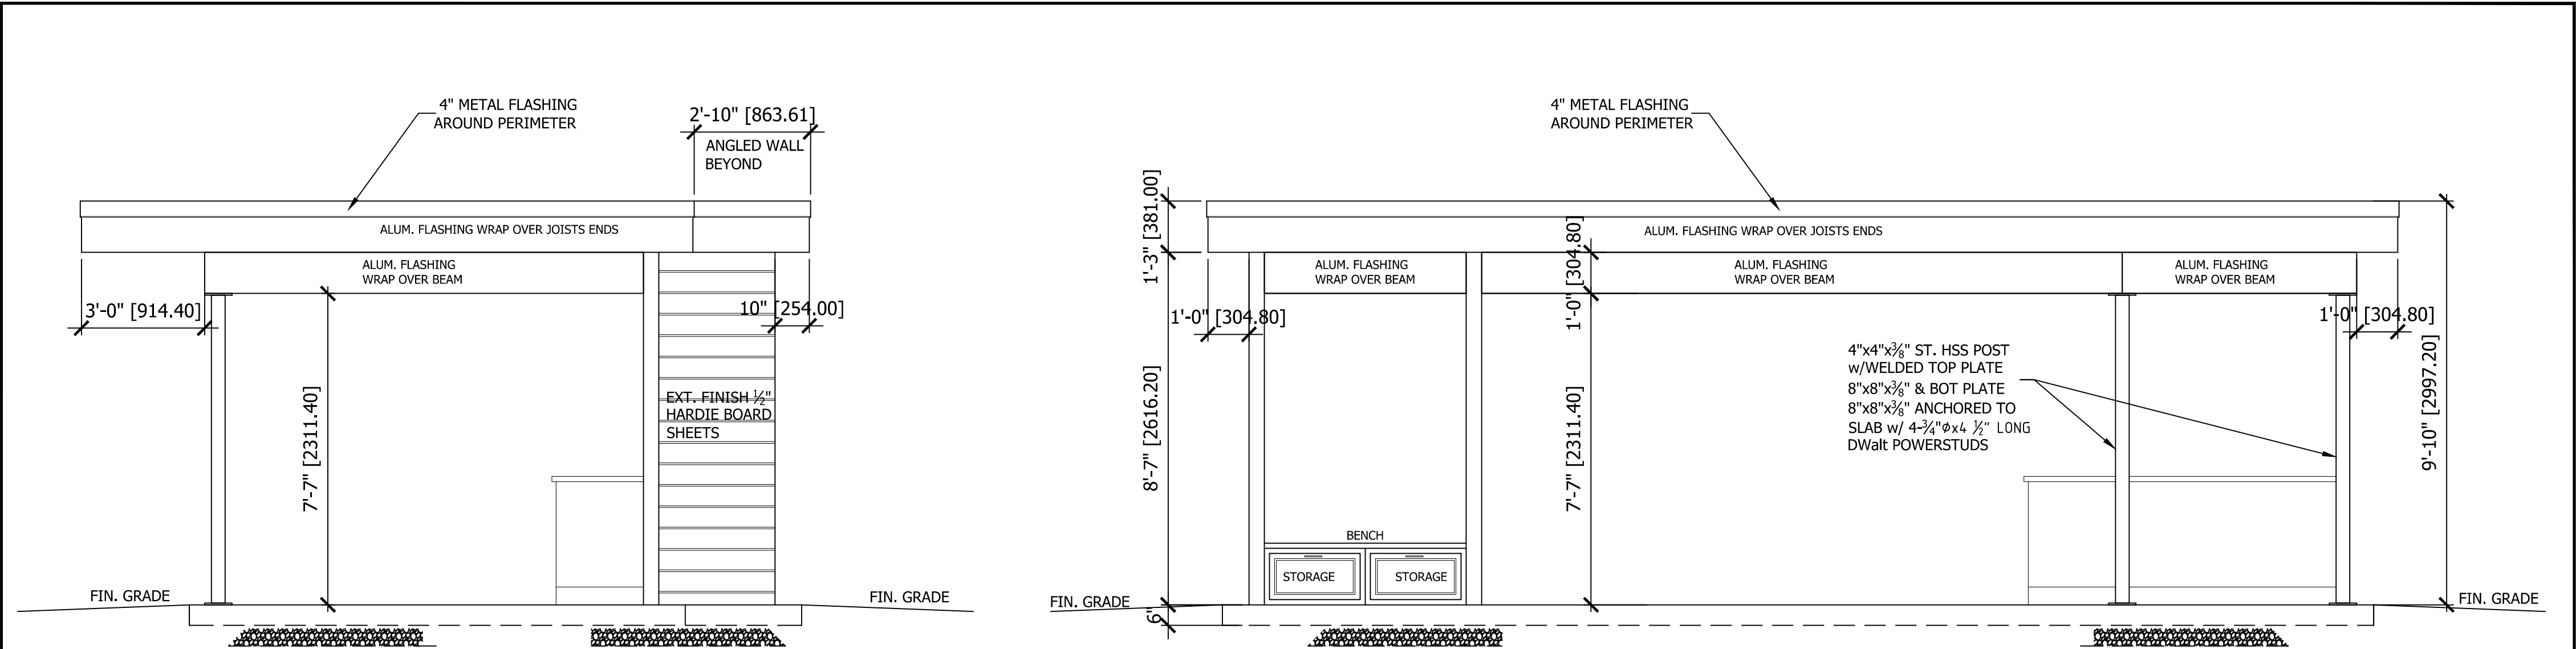 4" METAL FLASHING
AROUND PERIMETER
2'-10" [863.61]
ANGLED WALL
BEYOND
ALUM. FLASHING WRAP OVER JOISTS ENDS
ALUM. FLASHING
WRAP OVER BEAM
3'-0" [914.40]
10" [254.00]
7'-7" [2311.40]
EXT. FINISH ½"
HARDIE BOARD
SHEETS
FIN. GRADE
FIN. GRADE
4" METAL FLASHING
AROUND PERIMETER
1'-3" [381.00]
ALUM. FLASHING WRAP OVER JOISTS ENDS
1'-0" [304.80]
ALUM. FLASHING
WRAP OVER BEAM
ALUM. FLASHING
WRAP OVER BEAM
ALUM. FLASHING
WRAP OVER BEAM
1'-0" [304.80]
1'-0" [304.80]
4"x4"x⅜" ST. HSS POST
w/WELDED TOP PLATE
8"x8"x⅜" & BOT PLATE
8"x8"x⅜" ANCHORED TO
SLAB w/ 4-¾"Øx4 ½" LONG
DWalt POWERSTUDS
8'-7" [2616.20]
7'-7" [2311.40]
9'-10" [2997.20]
BENCH
STORAGE
STORAGE
FIN. GRADE
6"
FIN. GRADE